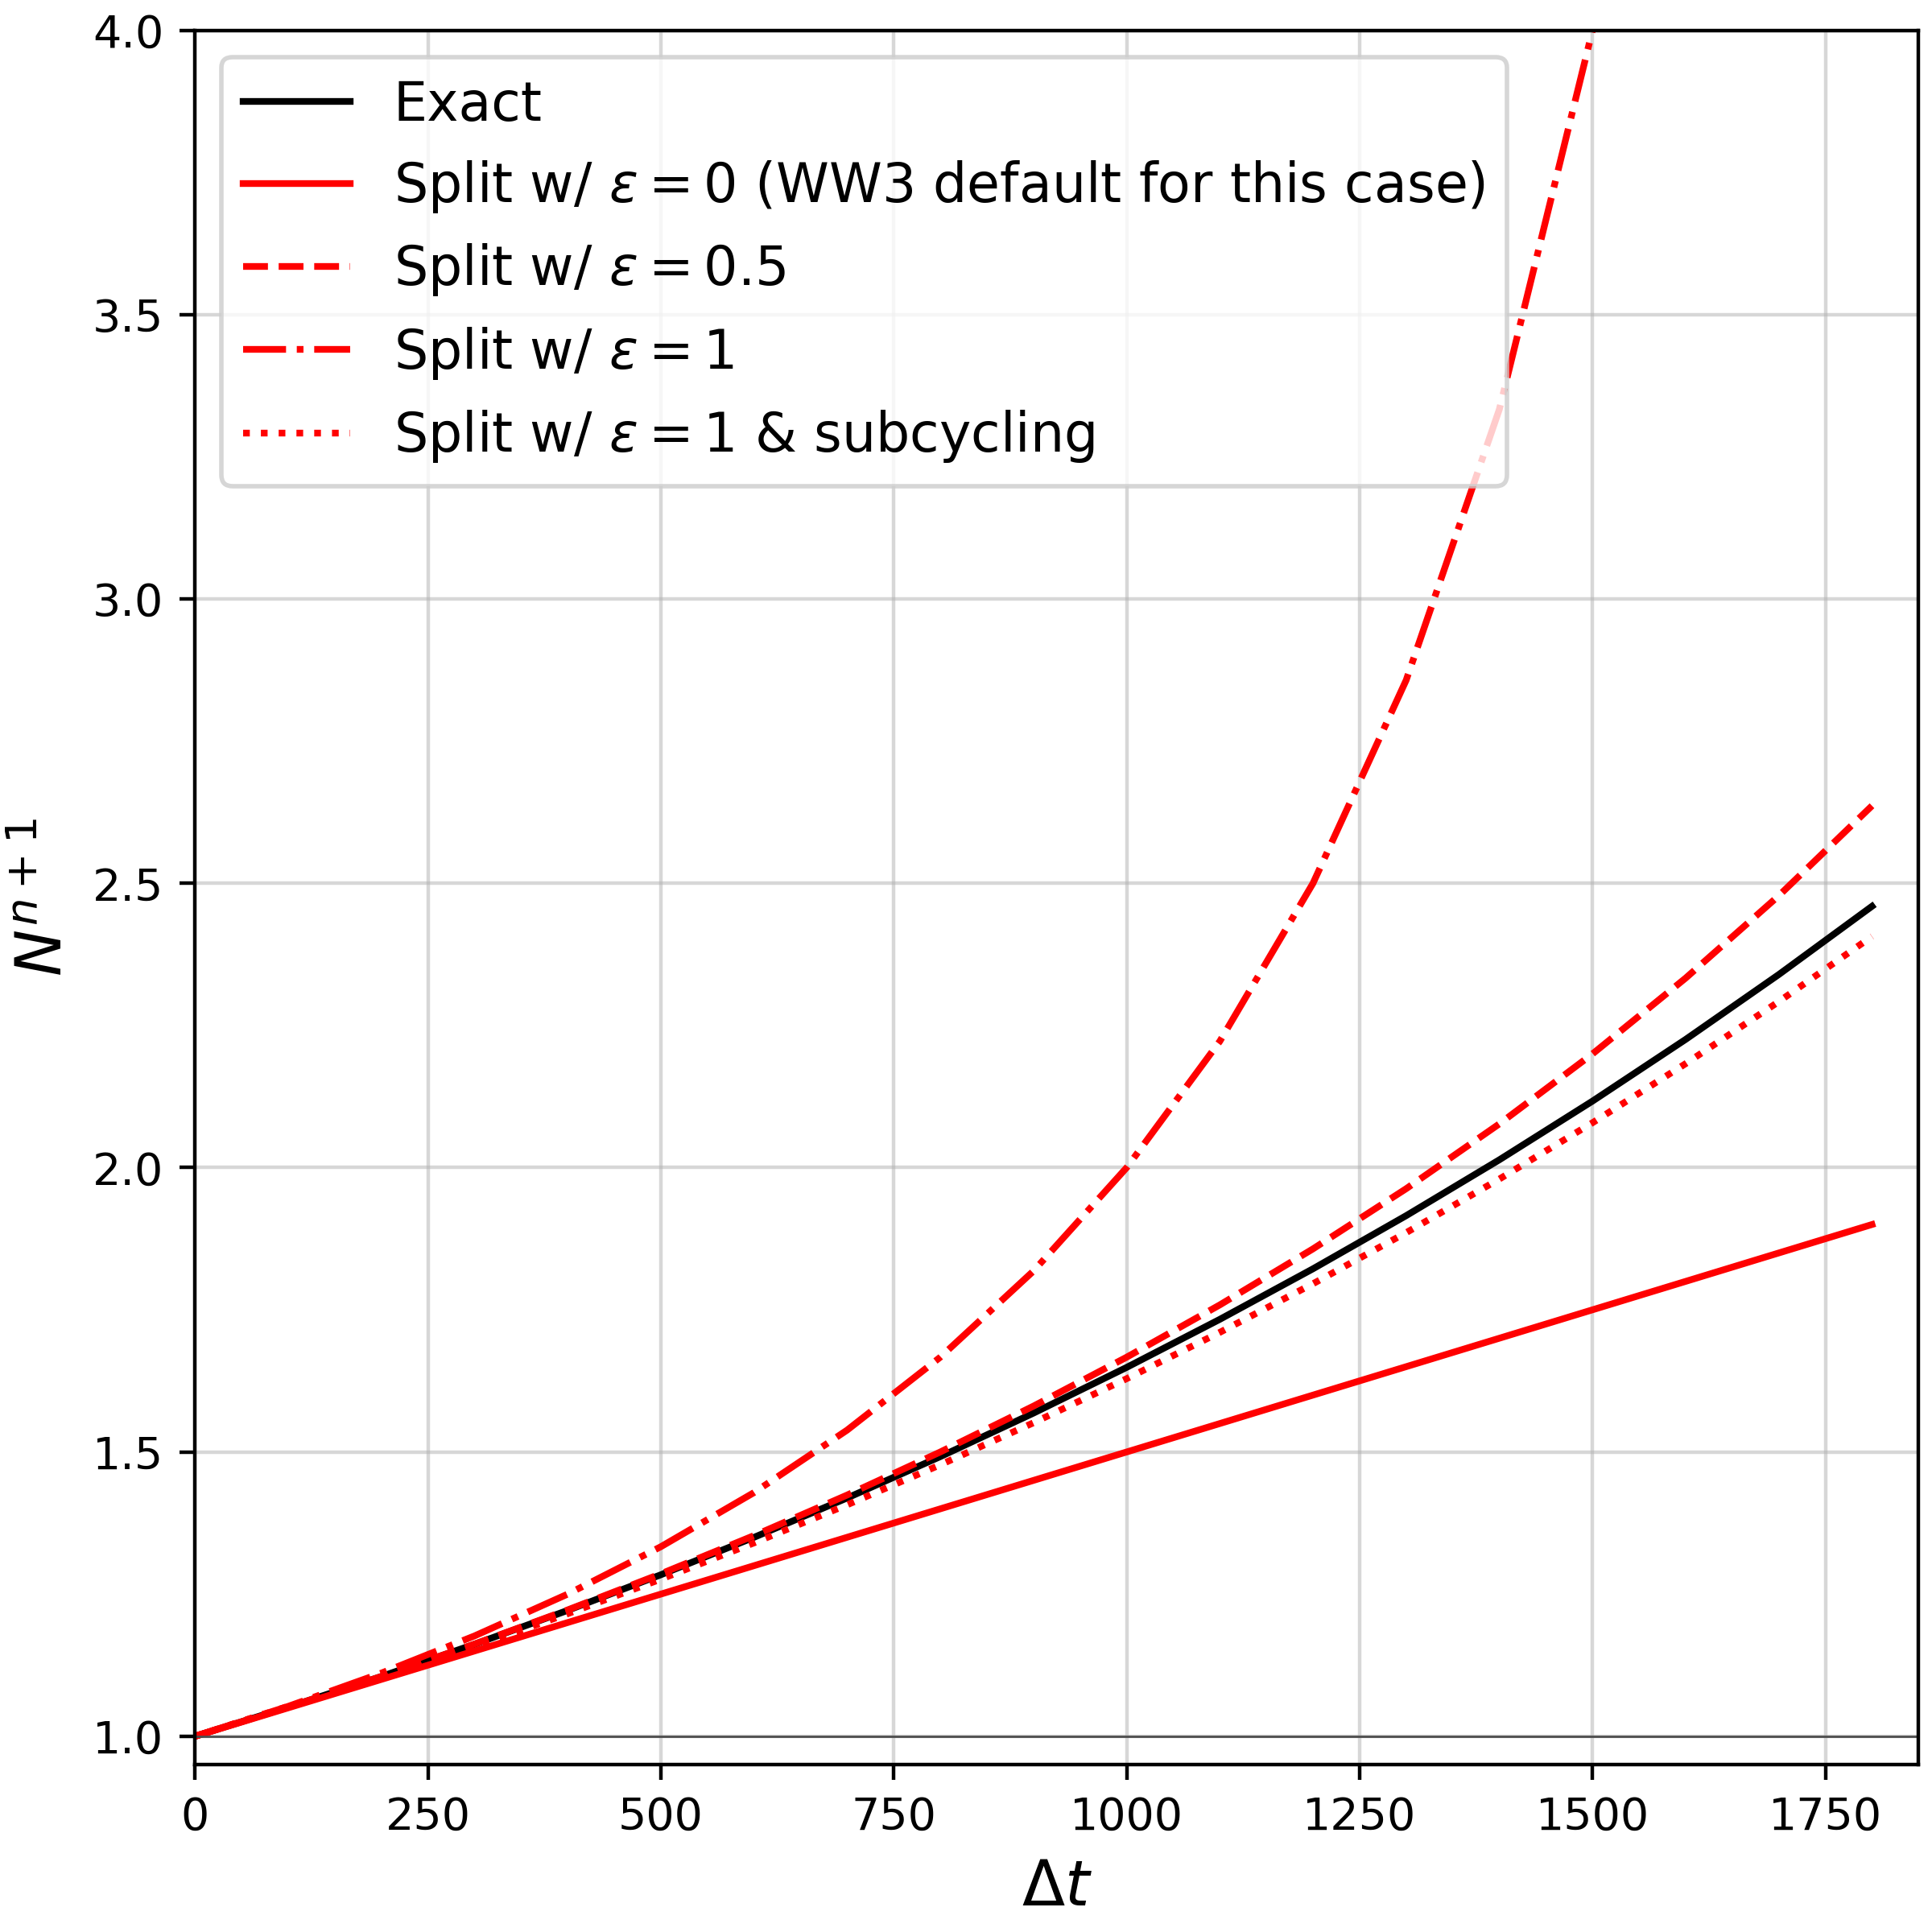 4.0
3.5
3.0
2.5
2.0
1.5
1.0
N^{n+1}
Exact
Split w/ ε = 0 (WW3 default for this case)
Split w/ ε = 0.5
Split w/ ε = 1
Split w/ ε = 1 & subcycling
0 250 500 750 1000 1250 1500 1750
Δt